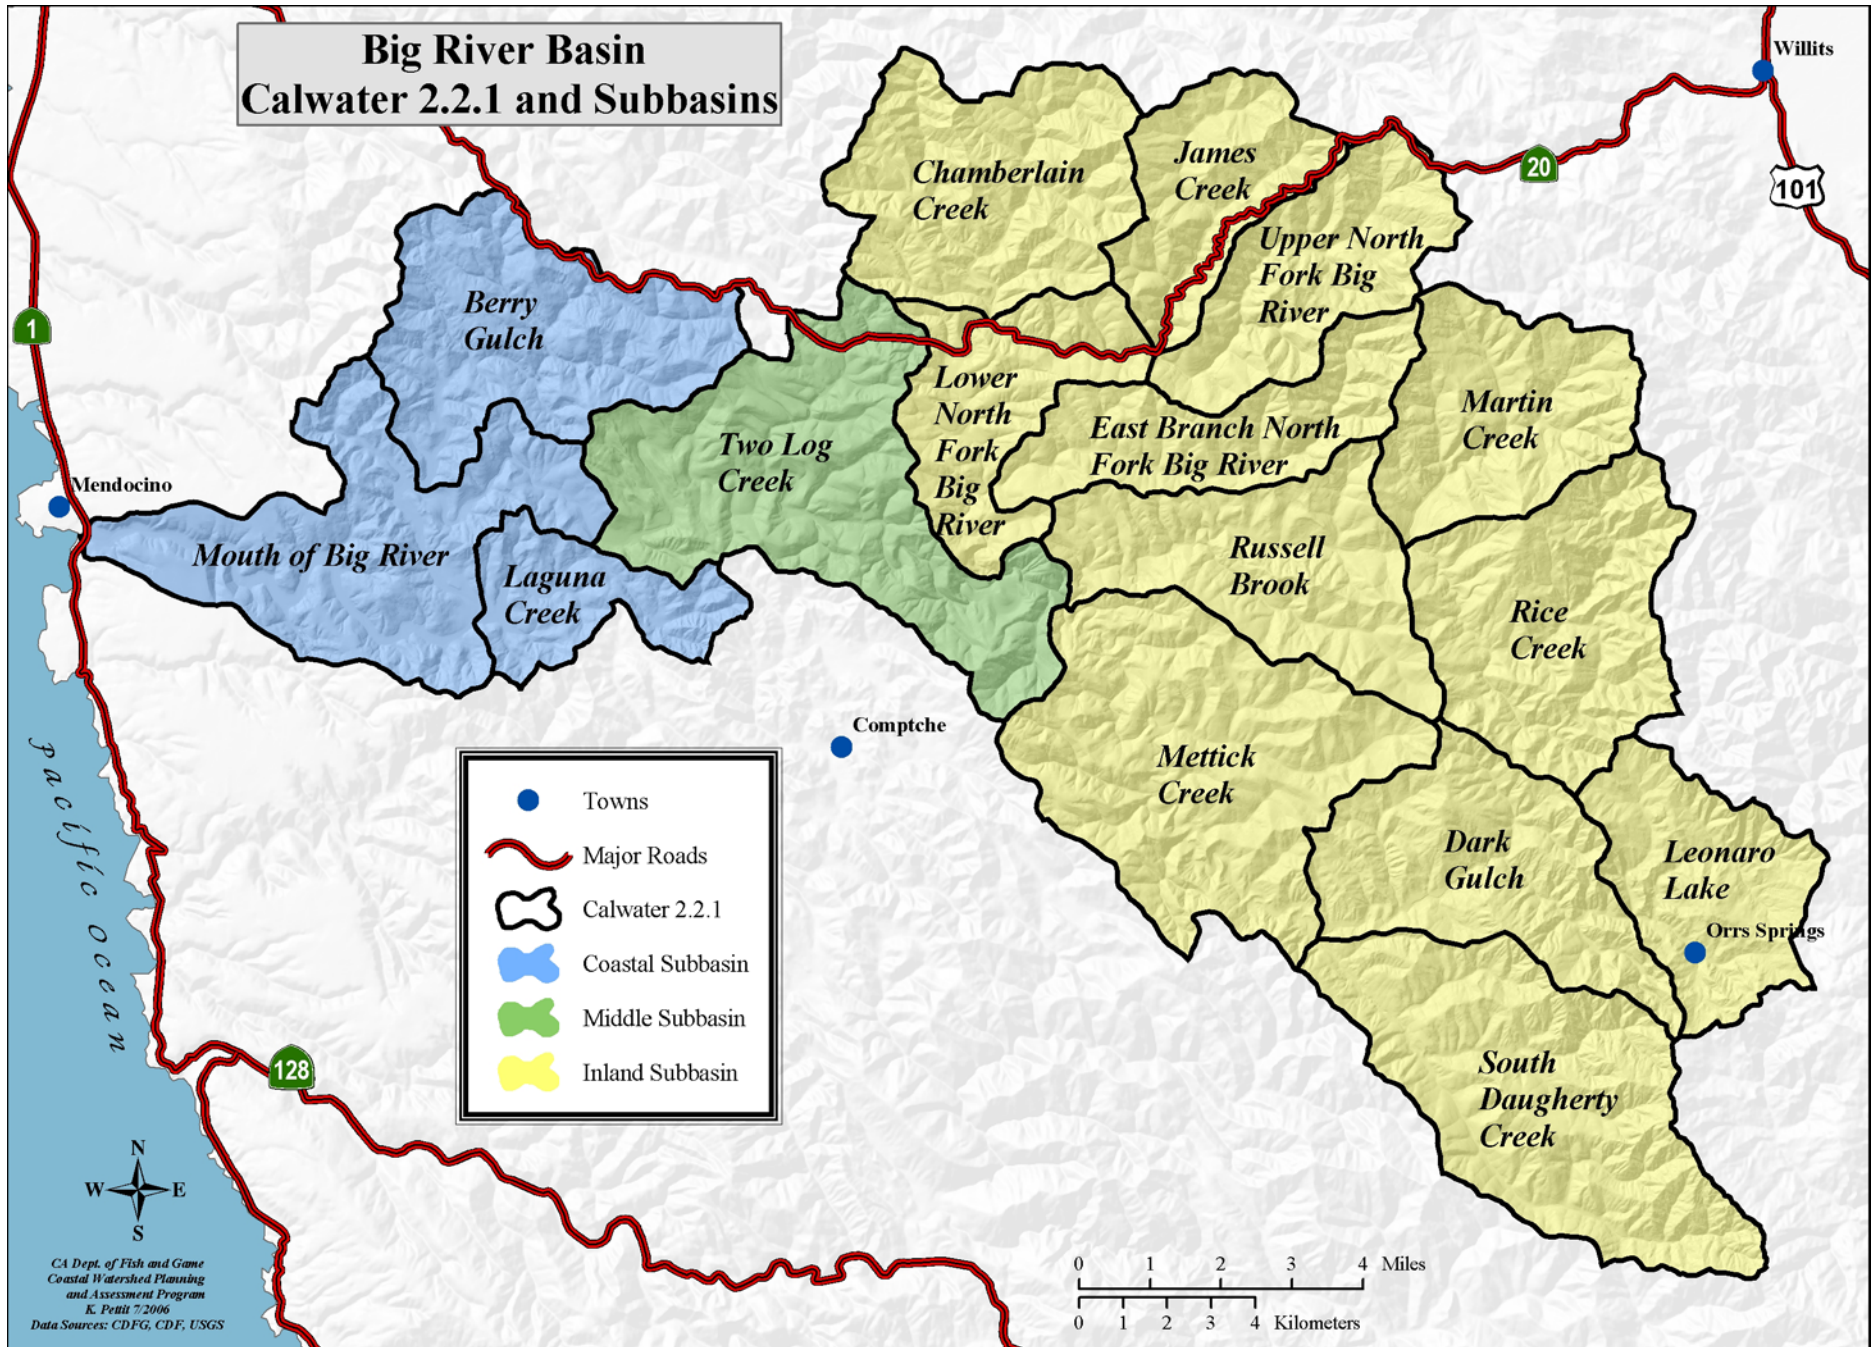 Big River Basin
Calwater 2.2.1 and Subbasins
Willits
20
101
Chamberlain
Creek
James
Creek
Upper North
Fork Big
River
Berry
Gulch
1
Lower
North
Fork
Big
River
Martin
Creek
East Branch North
Fork Big River
Two Log
Creek
Mendocino
Mouth of Big River
Laguna
Creek
Russell
Brook
Rice
Creek
Comptche
Mettick
Creek
Dark
Gulch
Leonaro
Lake
Orrs Springs
South
Daugherty
Creek
Pacific Ocean
Towns
Major Roads
Calwater 2.2.1
Coastal Subbasin
Middle Subbasin
Inland Subbasin
128
N
W E
S
CA Dept. of Fish and Game
Coastal Watershed Planning
and Assessment Program
K. Pettit 7/2006
Data Sources: CDFG, CDF, USGS
0 1 2 3 4 Miles
0 1 2 3 4 Kilometers